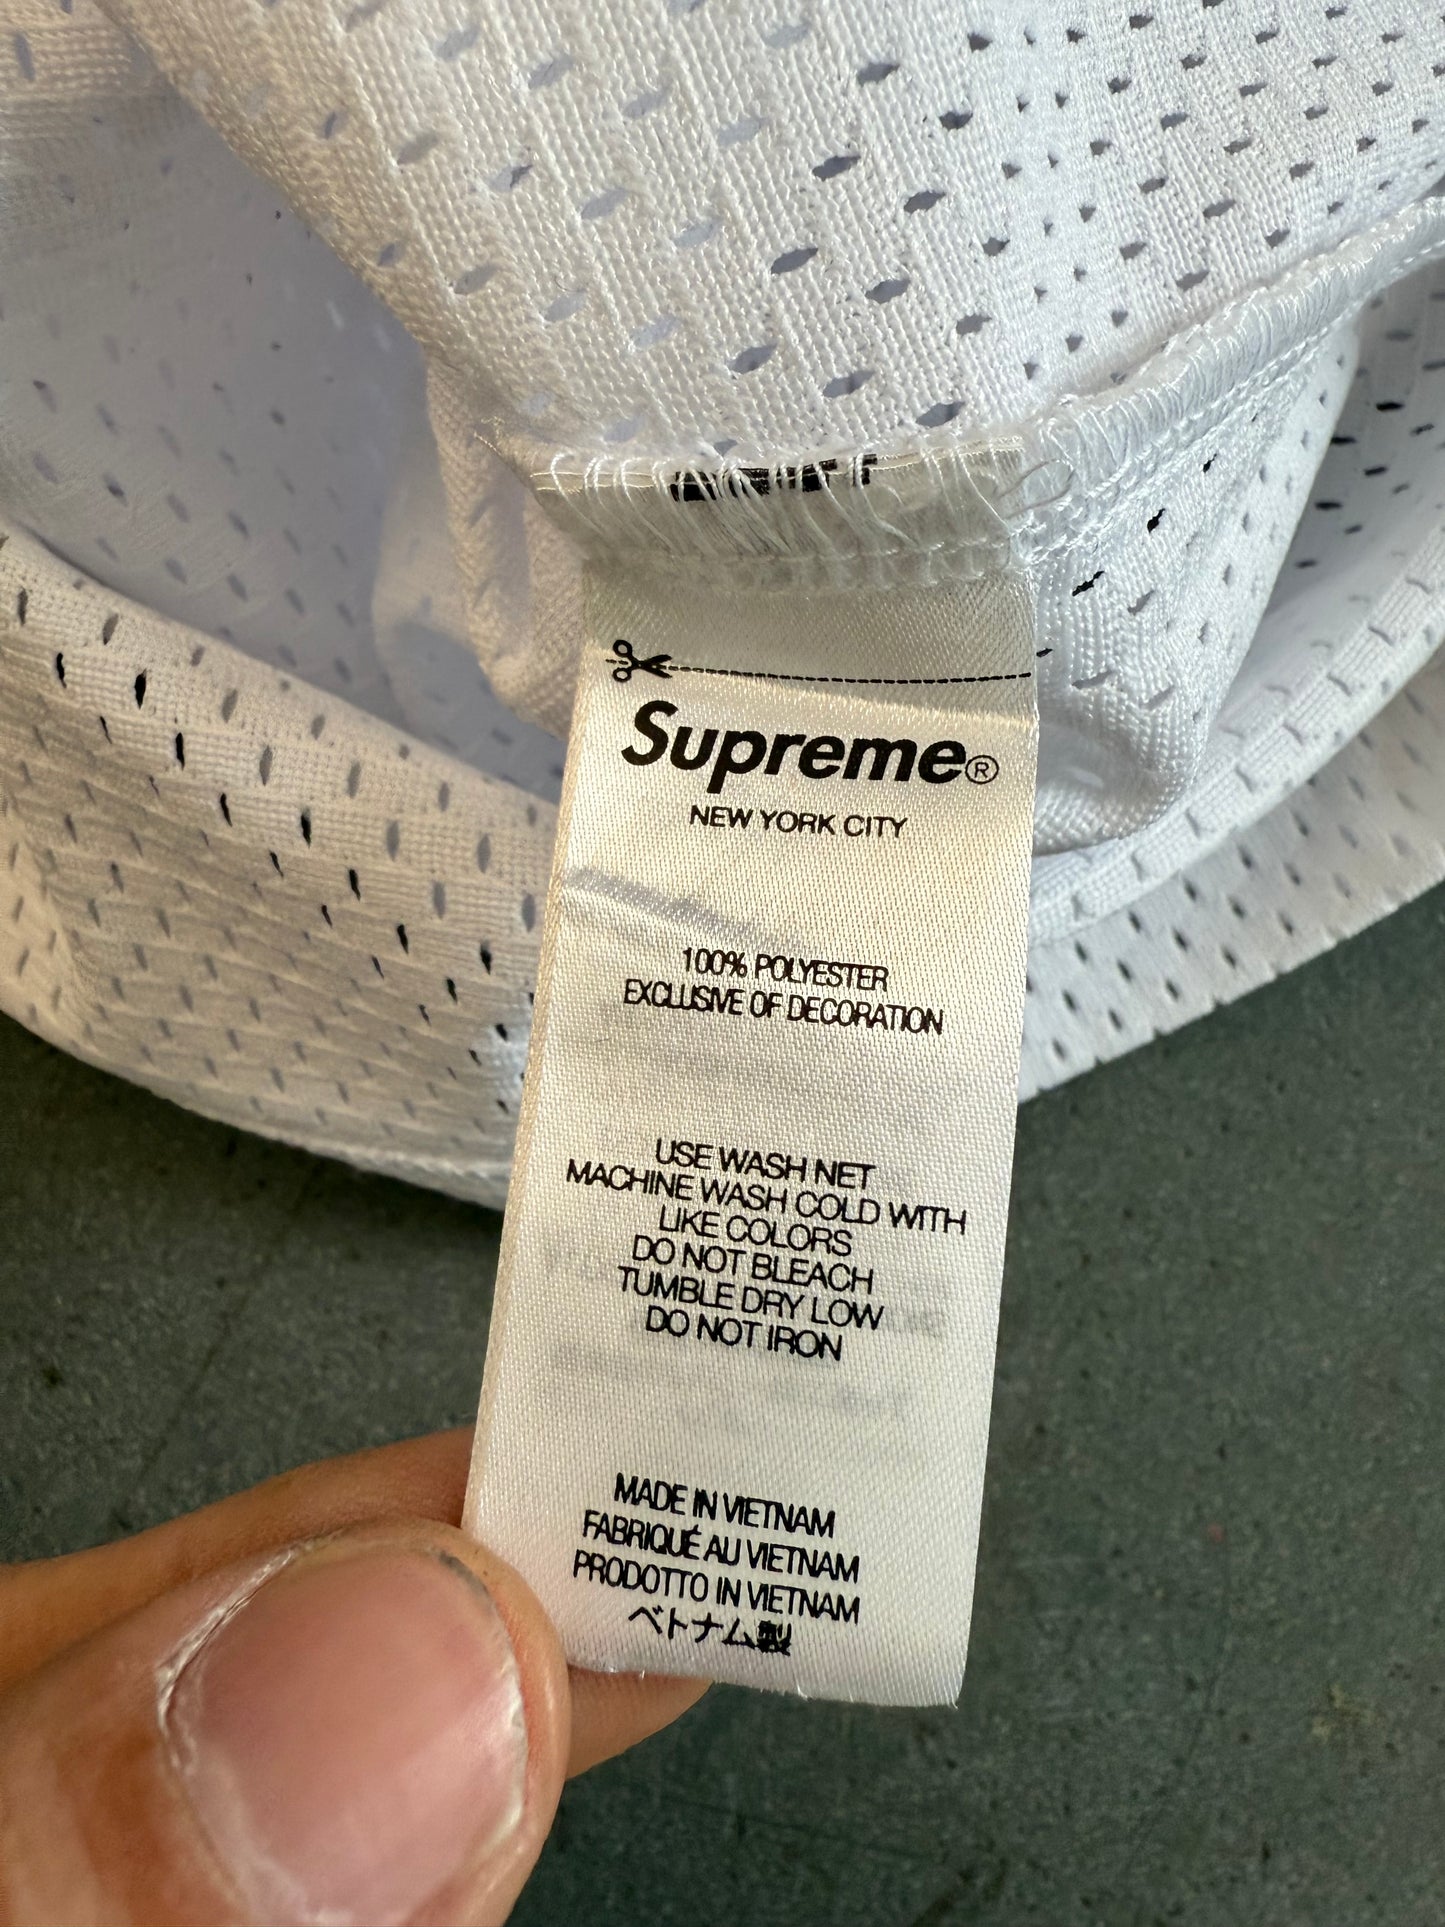 Supreme®
NEW YORK CITY
100% POLYESTER
EXCLUSIVE OF DECORATION
USE WASH NET
MACHINE WASH COLD WITH
LIKE COLORS
DO NOT BLEACH
TUMBLE DRY LOW
DO NOT IRON
MADE IN VIETNAM
FABRIQUÉ AU VIETNAM
PRODOTTO IN VIETNAM
ベトナム製